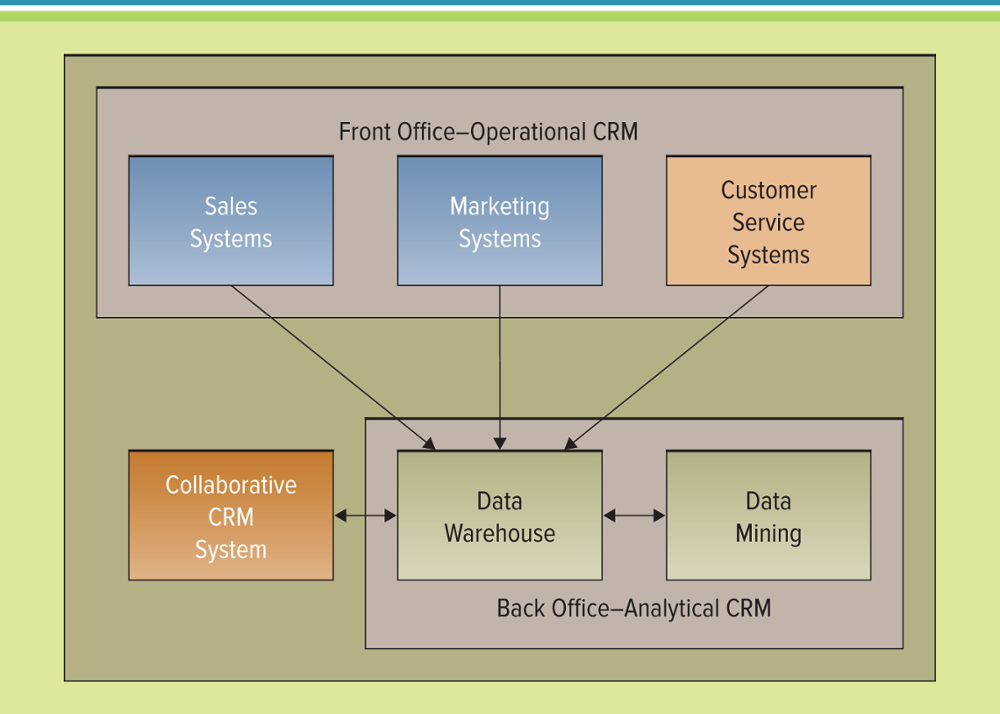 Front Office–Operational CRM
Sales
Systems
Marketing
Systems
Customer
Service
Systems
Collaborative
CRM
System
Data
Warehouse
Data
Mining
Back Office–Analytical CRM